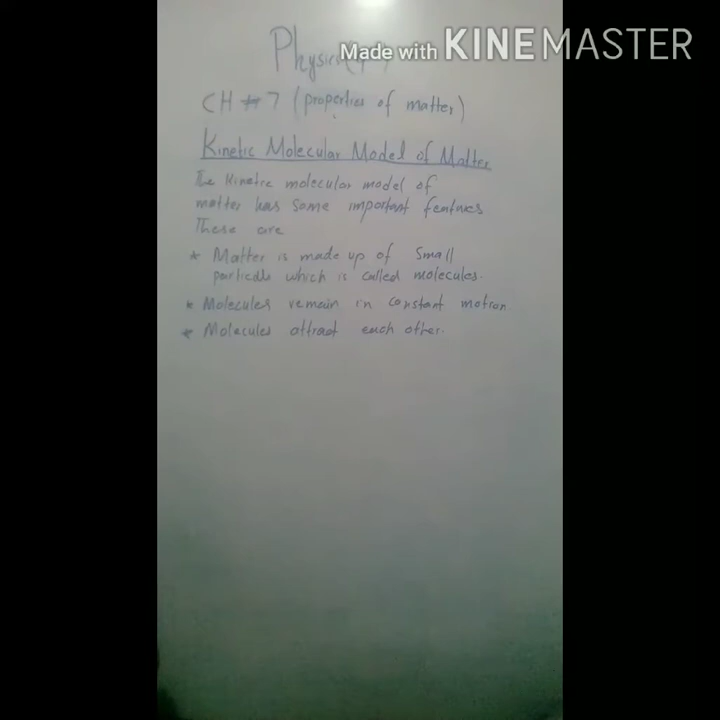 Made with KINEMASTER
Physics
CH # 7 (properties of matter)
Kinetic Molecular Model of Matter
The Kinetic molecular model of
matter has some important features
These are
* Matter is made up of Small
particals which is called molecules.
* Molecules remain in constant motion
* Molecules attract each other.